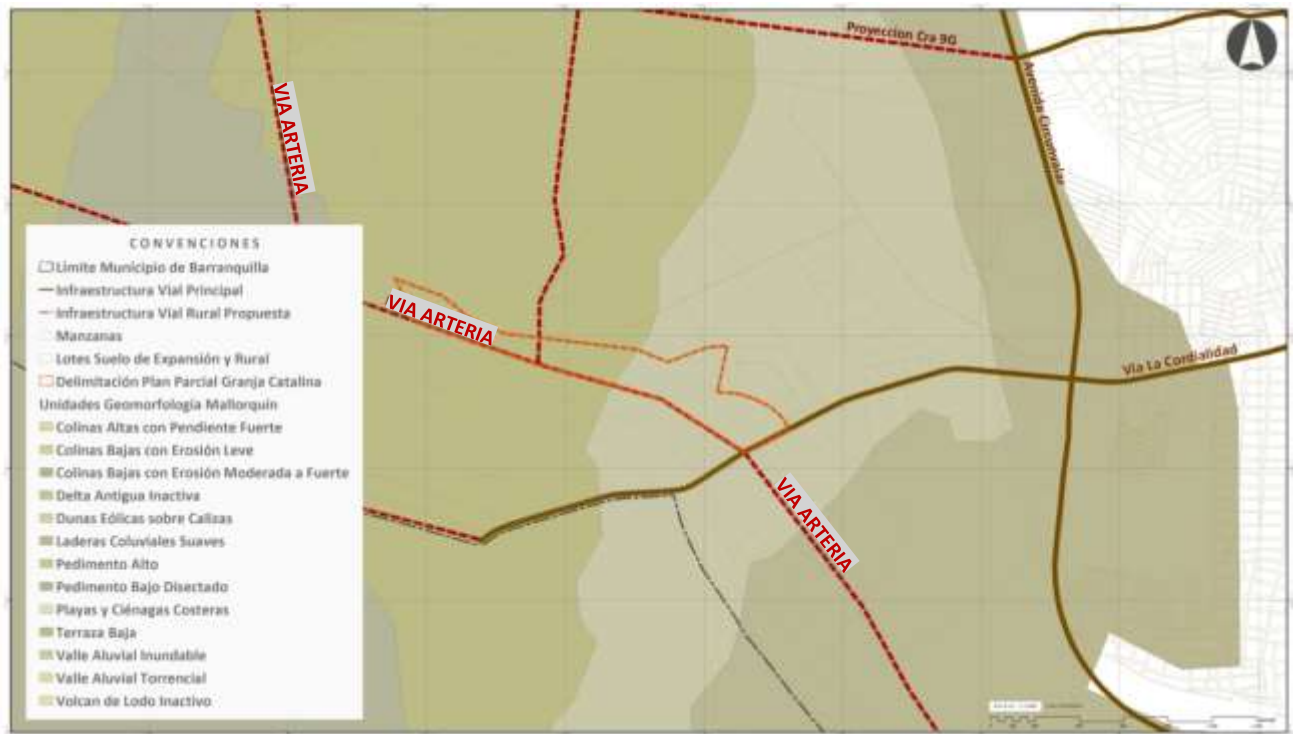 Proyeccion Cra 9G
Avenida Circunvalar
VIA ARTERIA
CONVENCIONES
Limite Municipio de Barranquilla
Infraestructura Vial Principal
Infraestructura Vial Rural Propuesta
Manzanas
Lotes Suelo de Expansión y Rural
Delimitación Plan Parcial Granja Catalina
Unidades Geomorfología Mallorquin
Colinas Altas con Pendiente Fuerte
Colinas Bajas con Erosión Leve
Colinas Bajas con Erosión Moderada a Fuerte
Delta Antigua Inactiva
Dunas Eólicas sobre Calizas
Laderas Coluviales Suaves
Pedimento Alto
Pedimento Bajo Disectado
Playas y Ciénagas Costeras
Terraza Baja
Valle Aluvial Inundable
Valle Aluvial Torrencial
Volcan de Lodo Inactivo
VIA ARTERIA
Via La Cordialidad
VIA ARTERIA